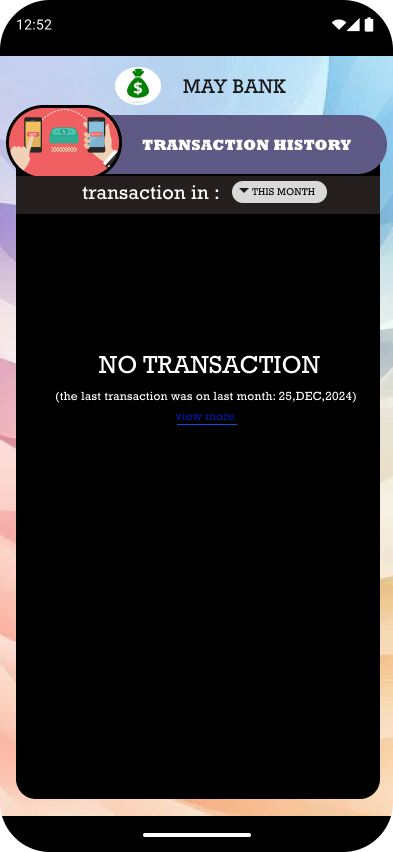 12:52
MAY BANK
TRANSACTION HISTORY
transaction in : THIS MONTH
NO TRANSACTION
(the last transaction was on last month: 25,DEC,2024)
view more